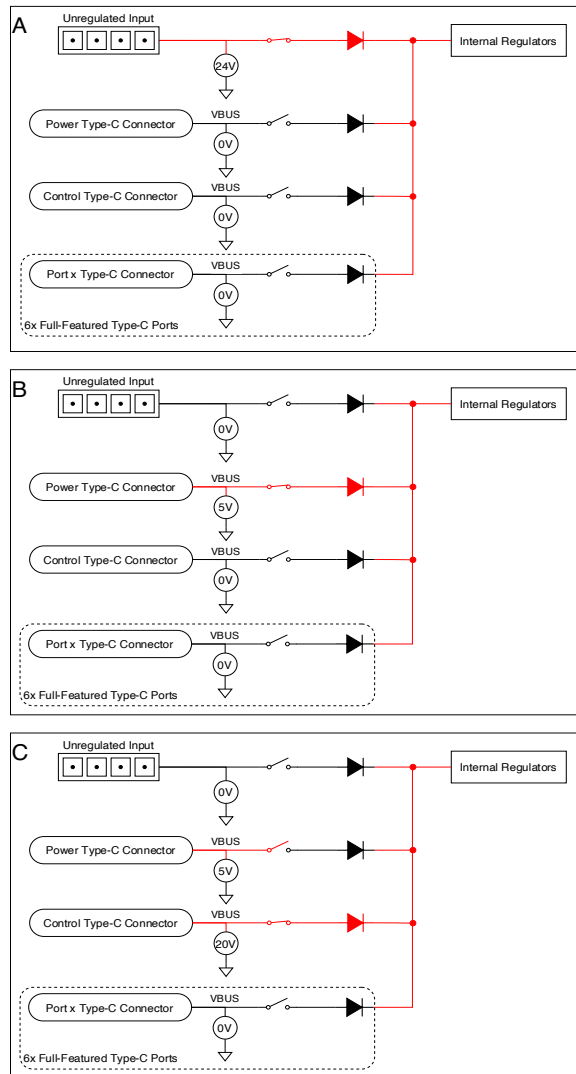 A
Unregulated Input
Internal Regulators
24V
Power Type-C Connector
VBUS
0V
Control Type-C Connector
VBUS
0V
Port x Type-C Connector
VBUS
0V
6x Full-Featured Type-C Ports
B
Unregulated Input
Internal Regulators
0V
Power Type-C Connector
VBUS
5V
Control Type-C Connector
VBUS
0V
Port x Type-C Connector
VBUS
0V
6x Full-Featured Type-C Ports
C
Unregulated Input
Internal Regulators
0V
Power Type-C Connector
VBUS
5V
Control Type-C Connector
VBUS
20V
Port x Type-C Connector
VBUS
0V
6x Full-Featured Type-C Ports